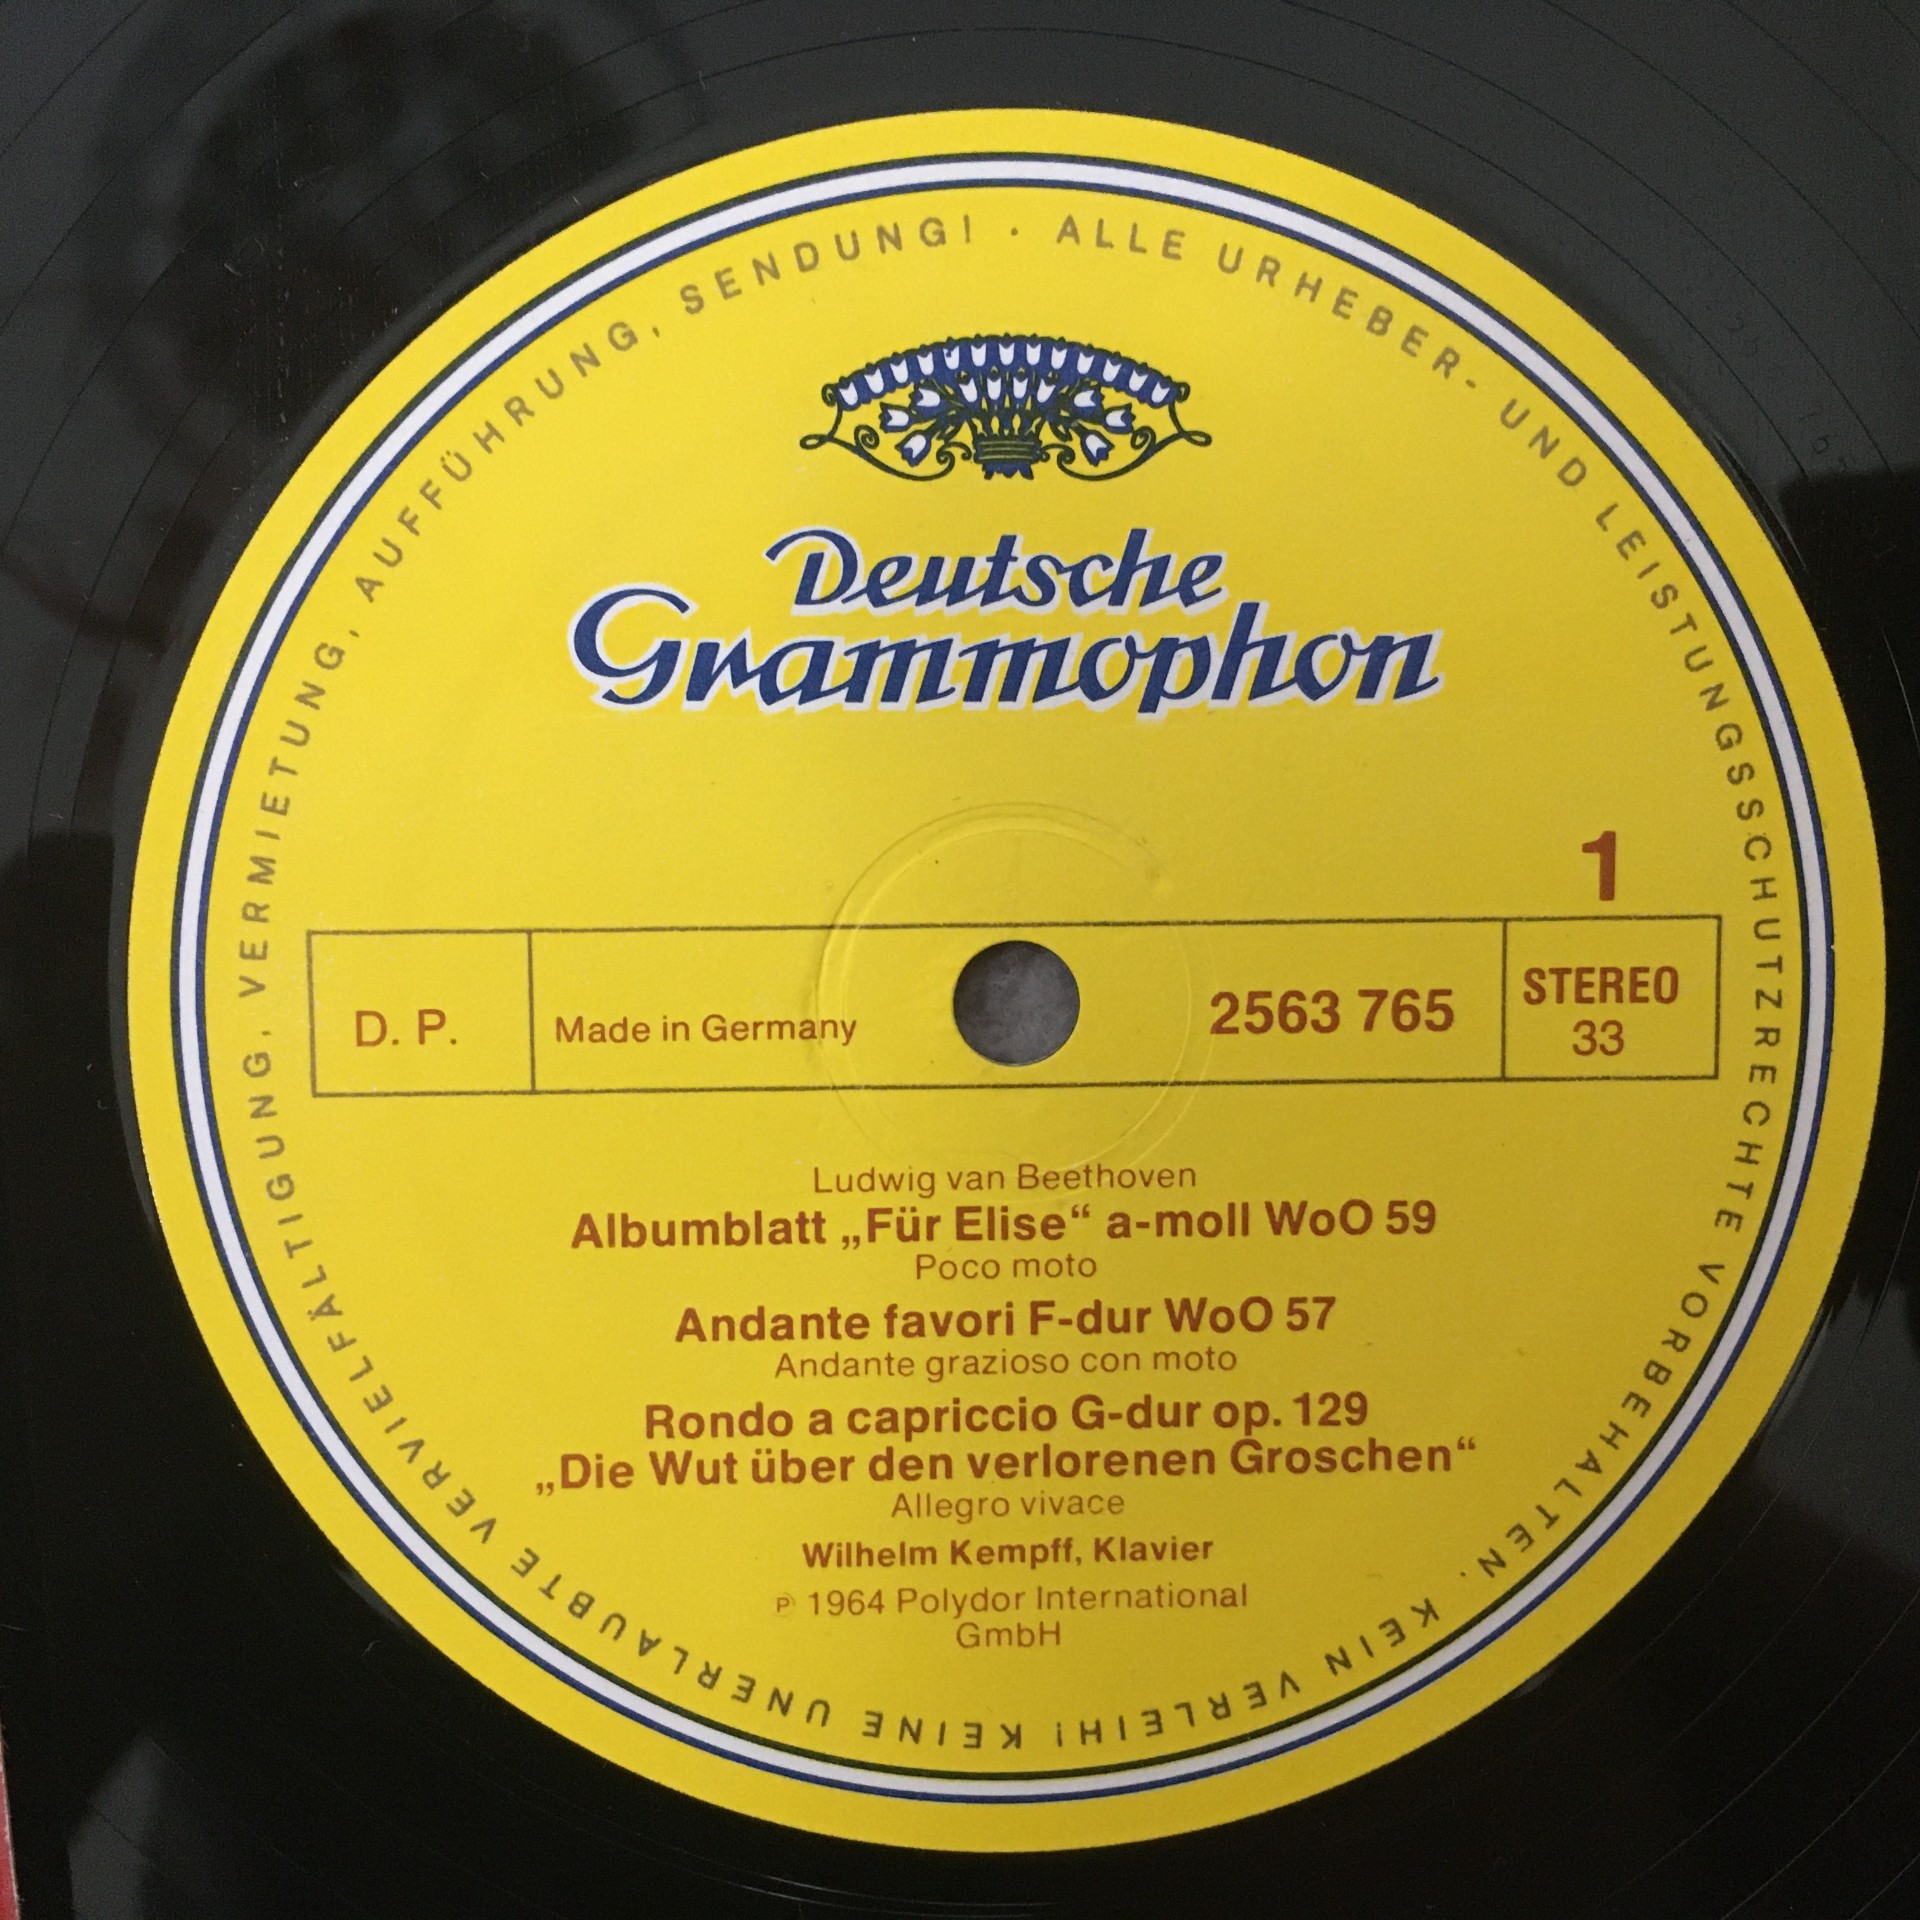 ALLE URHEBER- UND LEISTUNGSSCHUTZRECHTE VORBEHALTEN. KEIN VERLEIH! KEINE UNERLAUBTE VERVIELFÄLTIGUNG, VERMIETUNG, AUFFÜHRUNG, SENDUNG! ·
Deutsche
Grammophon
1
D. P.
Made in Germany
2563 765
STEREO
33
Ludwig van Beethoven
Albumblatt „Für Elise“ a-moll WoO 59
Poco moto
Andante favori F-dur WoO 57
Andante grazioso con moto
Rondo a capriccio G-dur op. 129
„Die Wut über den verlorenen Groschen“
Allegro vivace
Wilhelm Kempff, Klavier
℗ 1964 Polydor International
GmbH